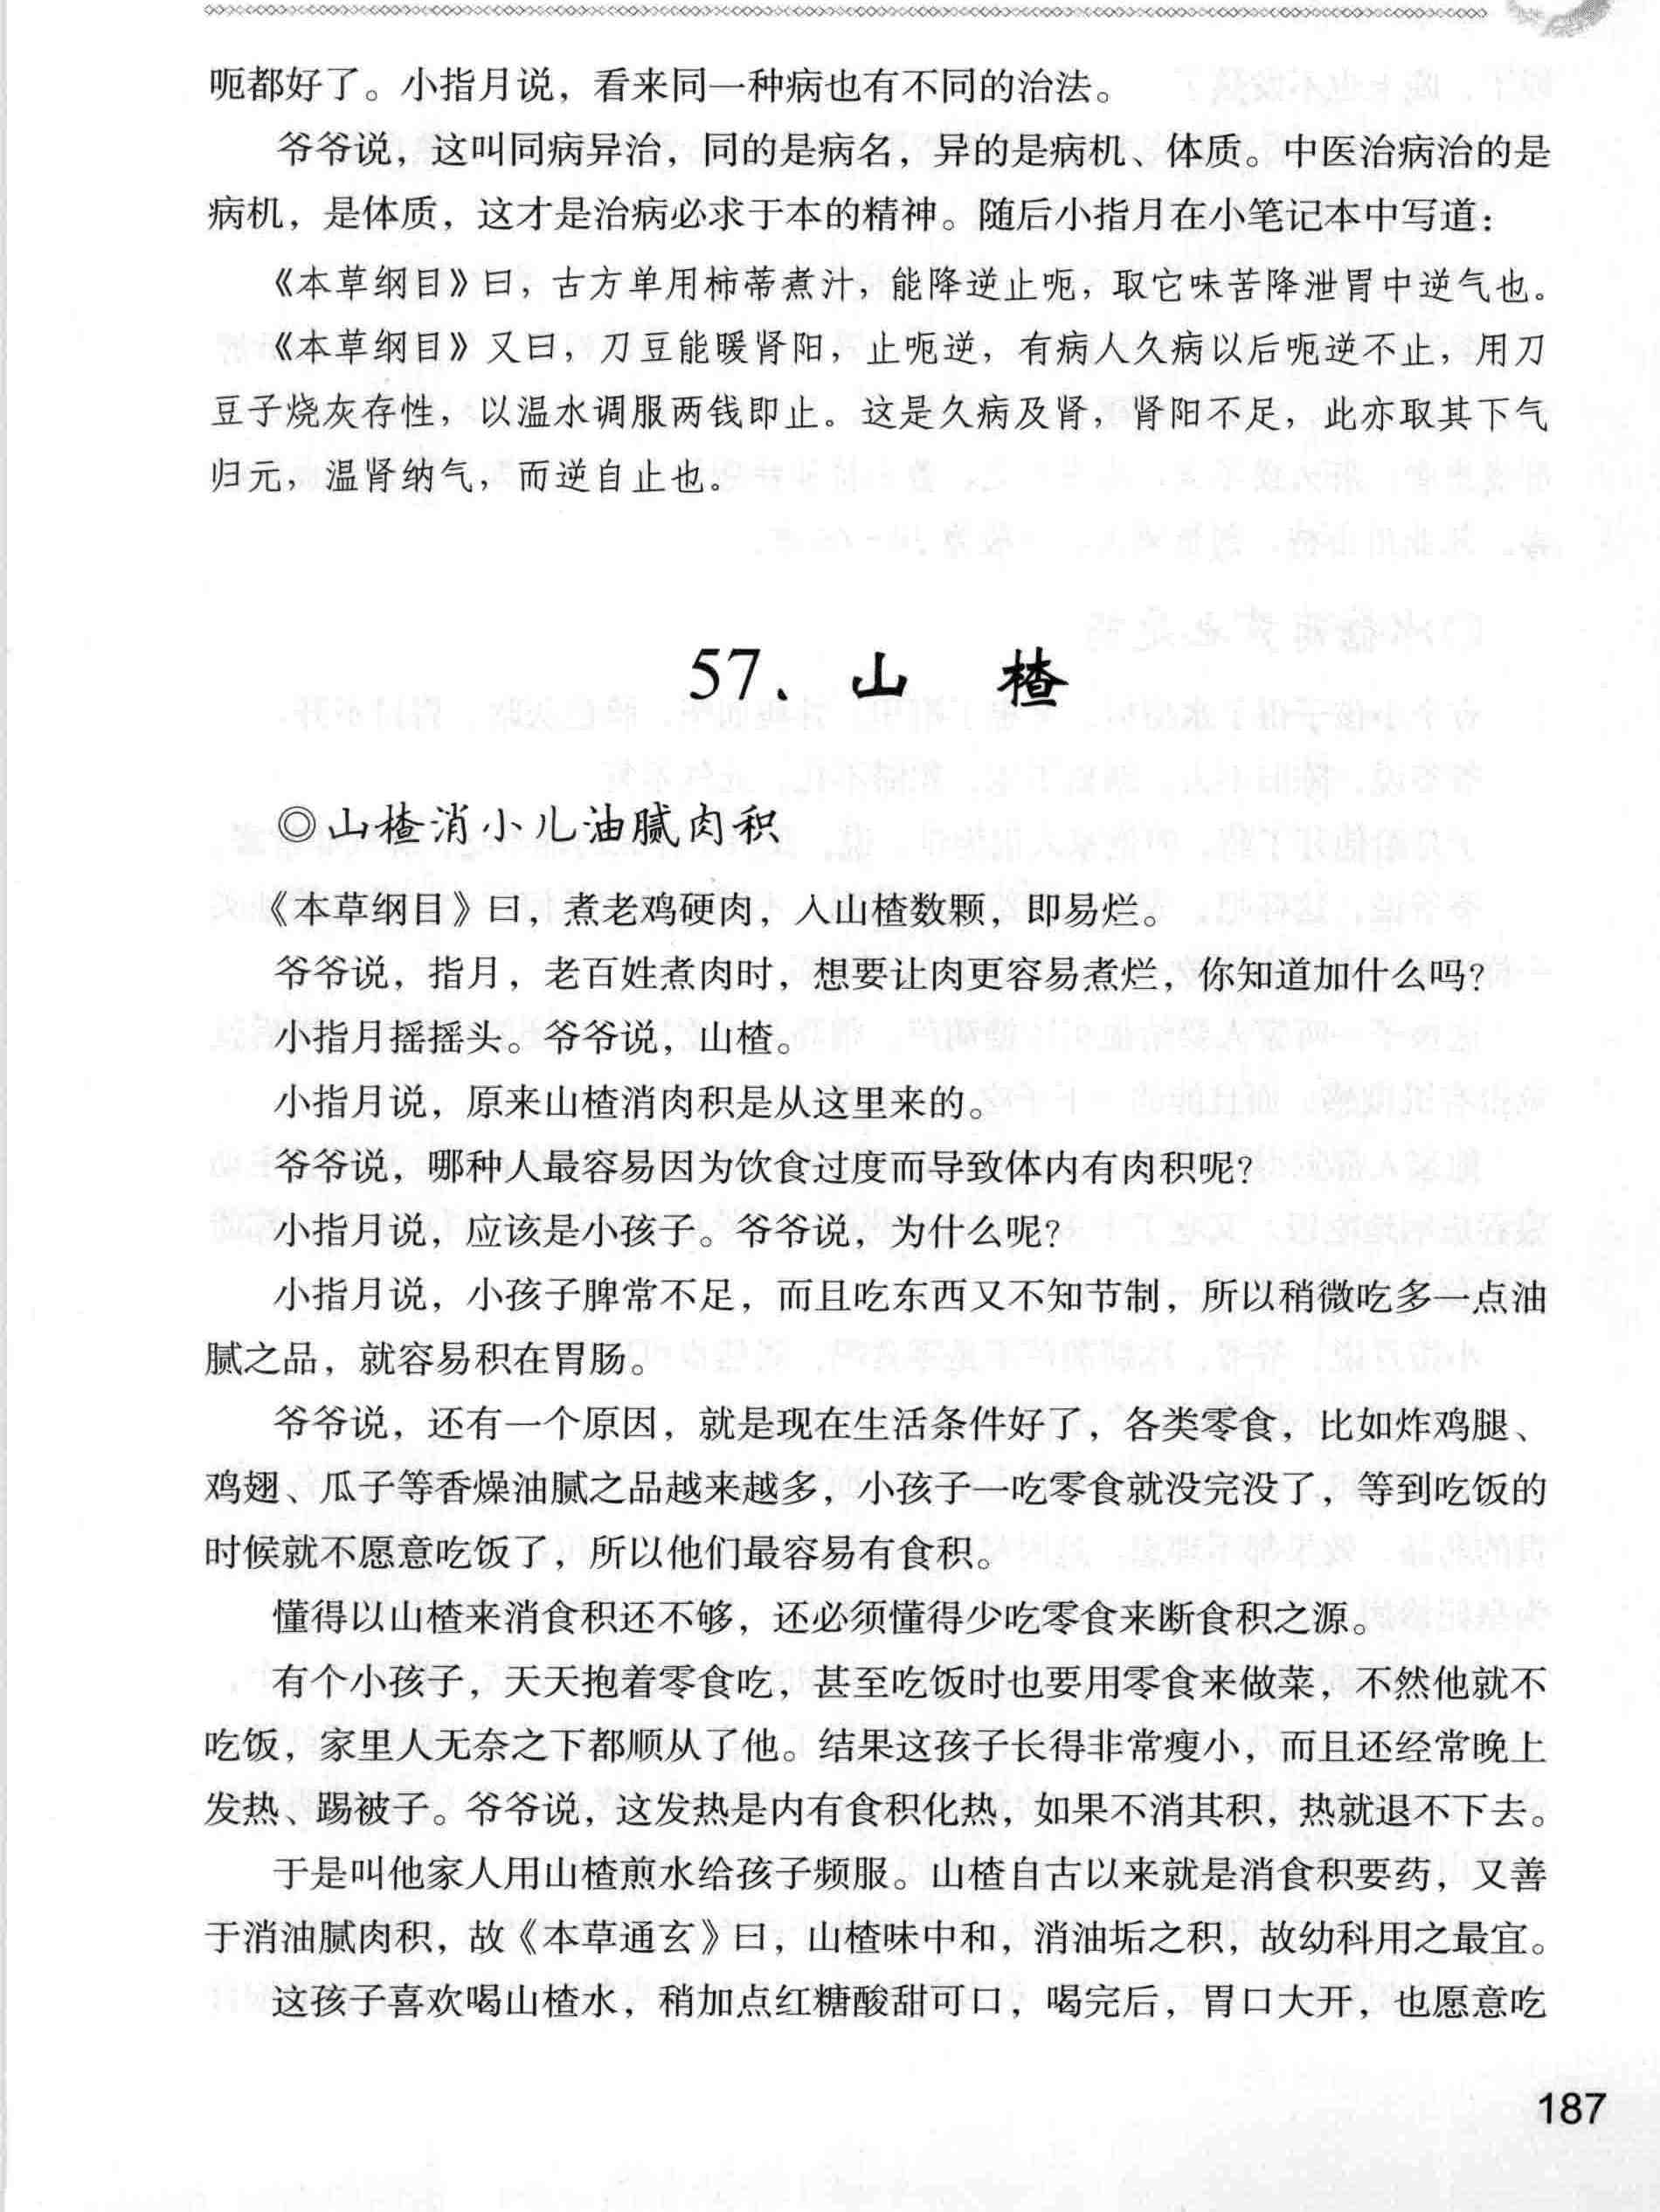 呃都好了。小指月说，看来同一种病也有不同的治法。
爷爷说，这叫同病异治，同的是病名，异的是病机、体质。中医治病治的是
病机，是体质，这才是治病必求于本的精神。随后小指月在小笔记本中写道：
《本草纲目》曰，古方单用柿蒂煮汁，能降逆止呃，取它味苦降泄胃中逆气也。
《本草纲目》又曰，刀豆能暖肾阳，止呃逆，有病人久病以后呃逆不止，用刀
豆子烧灰存性，以温水调服两钱即止。这是久病及肾，肾阳不足，此亦取其下气
归元，温肾纳气，而逆自止也。
57、山 楂
◎山楂消小儿油腻肉积
《本草纲目》曰，煮老鸡硬肉，入山楂数颗，即易烂。
爷爷说，指月，老百姓煮肉时，想要让肉更容易煮烂，你知道加什么吗？
小指月摇摇头。爷爷说，山楂。
小指月说，原来山楂消肉积是从这里来的。
爷爷说，哪种人最容易因为饮食过度而导致体内有肉积呢？
小指月说，应该是小孩子。爷爷说，为什么呢？
小指月说，小孩子脾常不足，而且吃东西又不知节制，所以稍微吃多一点油
腻之品，就容易积在胃肠。
爷爷说，还有一个原因，就是现在生活条件好了，各类零食，比如炸鸡腿、
鸡翅、瓜子等香燥油腻之品越来越多，小孩子一吃零食就没完没了，等到吃饭的
时候就不愿意吃饭了，所以他们最容易有食积。
懂得以山楂来消食积还不够，还必须懂得少吃零食来断食积之源。
有个小孩子，天天抱着零食吃，甚至吃饭时也要用零食来做菜，不然他就不
吃饭，家里人无奈之下都顺从了他。结果这孩子长得非常瘦小，而且还经常晚上
发热、踢被子。爷爷说，这发热是内有食积化热，如果不消其积，热就退不下去。
于是叫他家人用山楂煎水给孩子频服。山楂自古以来就是消食积要药，又善
于消油腻肉积，故《本草通玄》曰，山楂味中和，消油垢之积，故幼科用之最宜。
这孩子喜欢喝山楂水，稍加点红糖酸甜可口，喝完后，胃口大开，也愿意吃
187